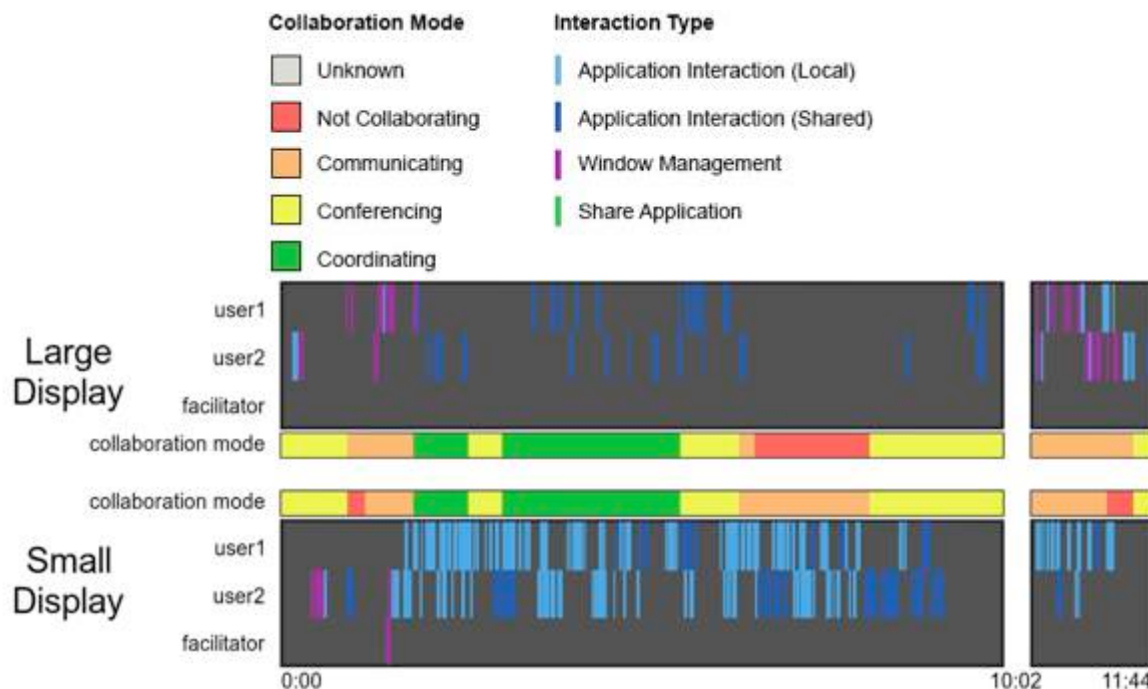 Collaboration Mode
Unknown
Not Collaborating
Communicating
Conferencing
Coordinating
Interaction Type
Application Interaction (Local)
Application Interaction (Shared)
Window Management
Share Application
Large
Display
user1
user2
facilitator
collaboration mode
collaboration mode
Small
Display
user1
user2
facilitator
0:00
10:02
11:44